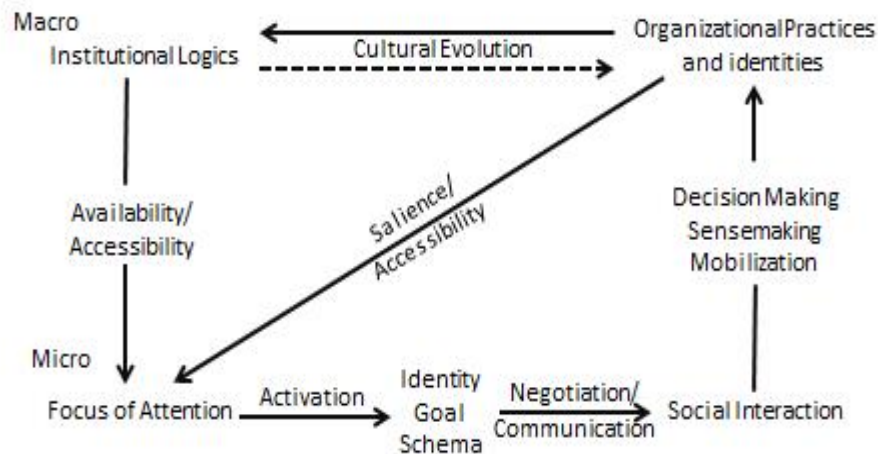 Macro
Institutional Logics
Cultural Evolution
Organizational Practices
and identities
Availability/
Accessibility
Salience/
Accessibility
Decision Making
Sensemaking
Mobilization
Micro
Focus of Attention
Activation
Identity
Goal
Schema
Negotiation/
Communication
Social Interaction